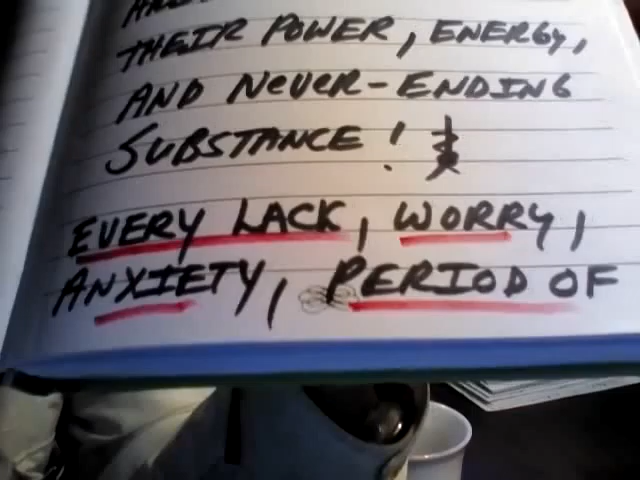 THEIR POWER, ENERGY,
AND NEVER-ENDING
SUBSTANCE!
EVERY LACK, WORRY,
ANXIETY, PERIOD OF